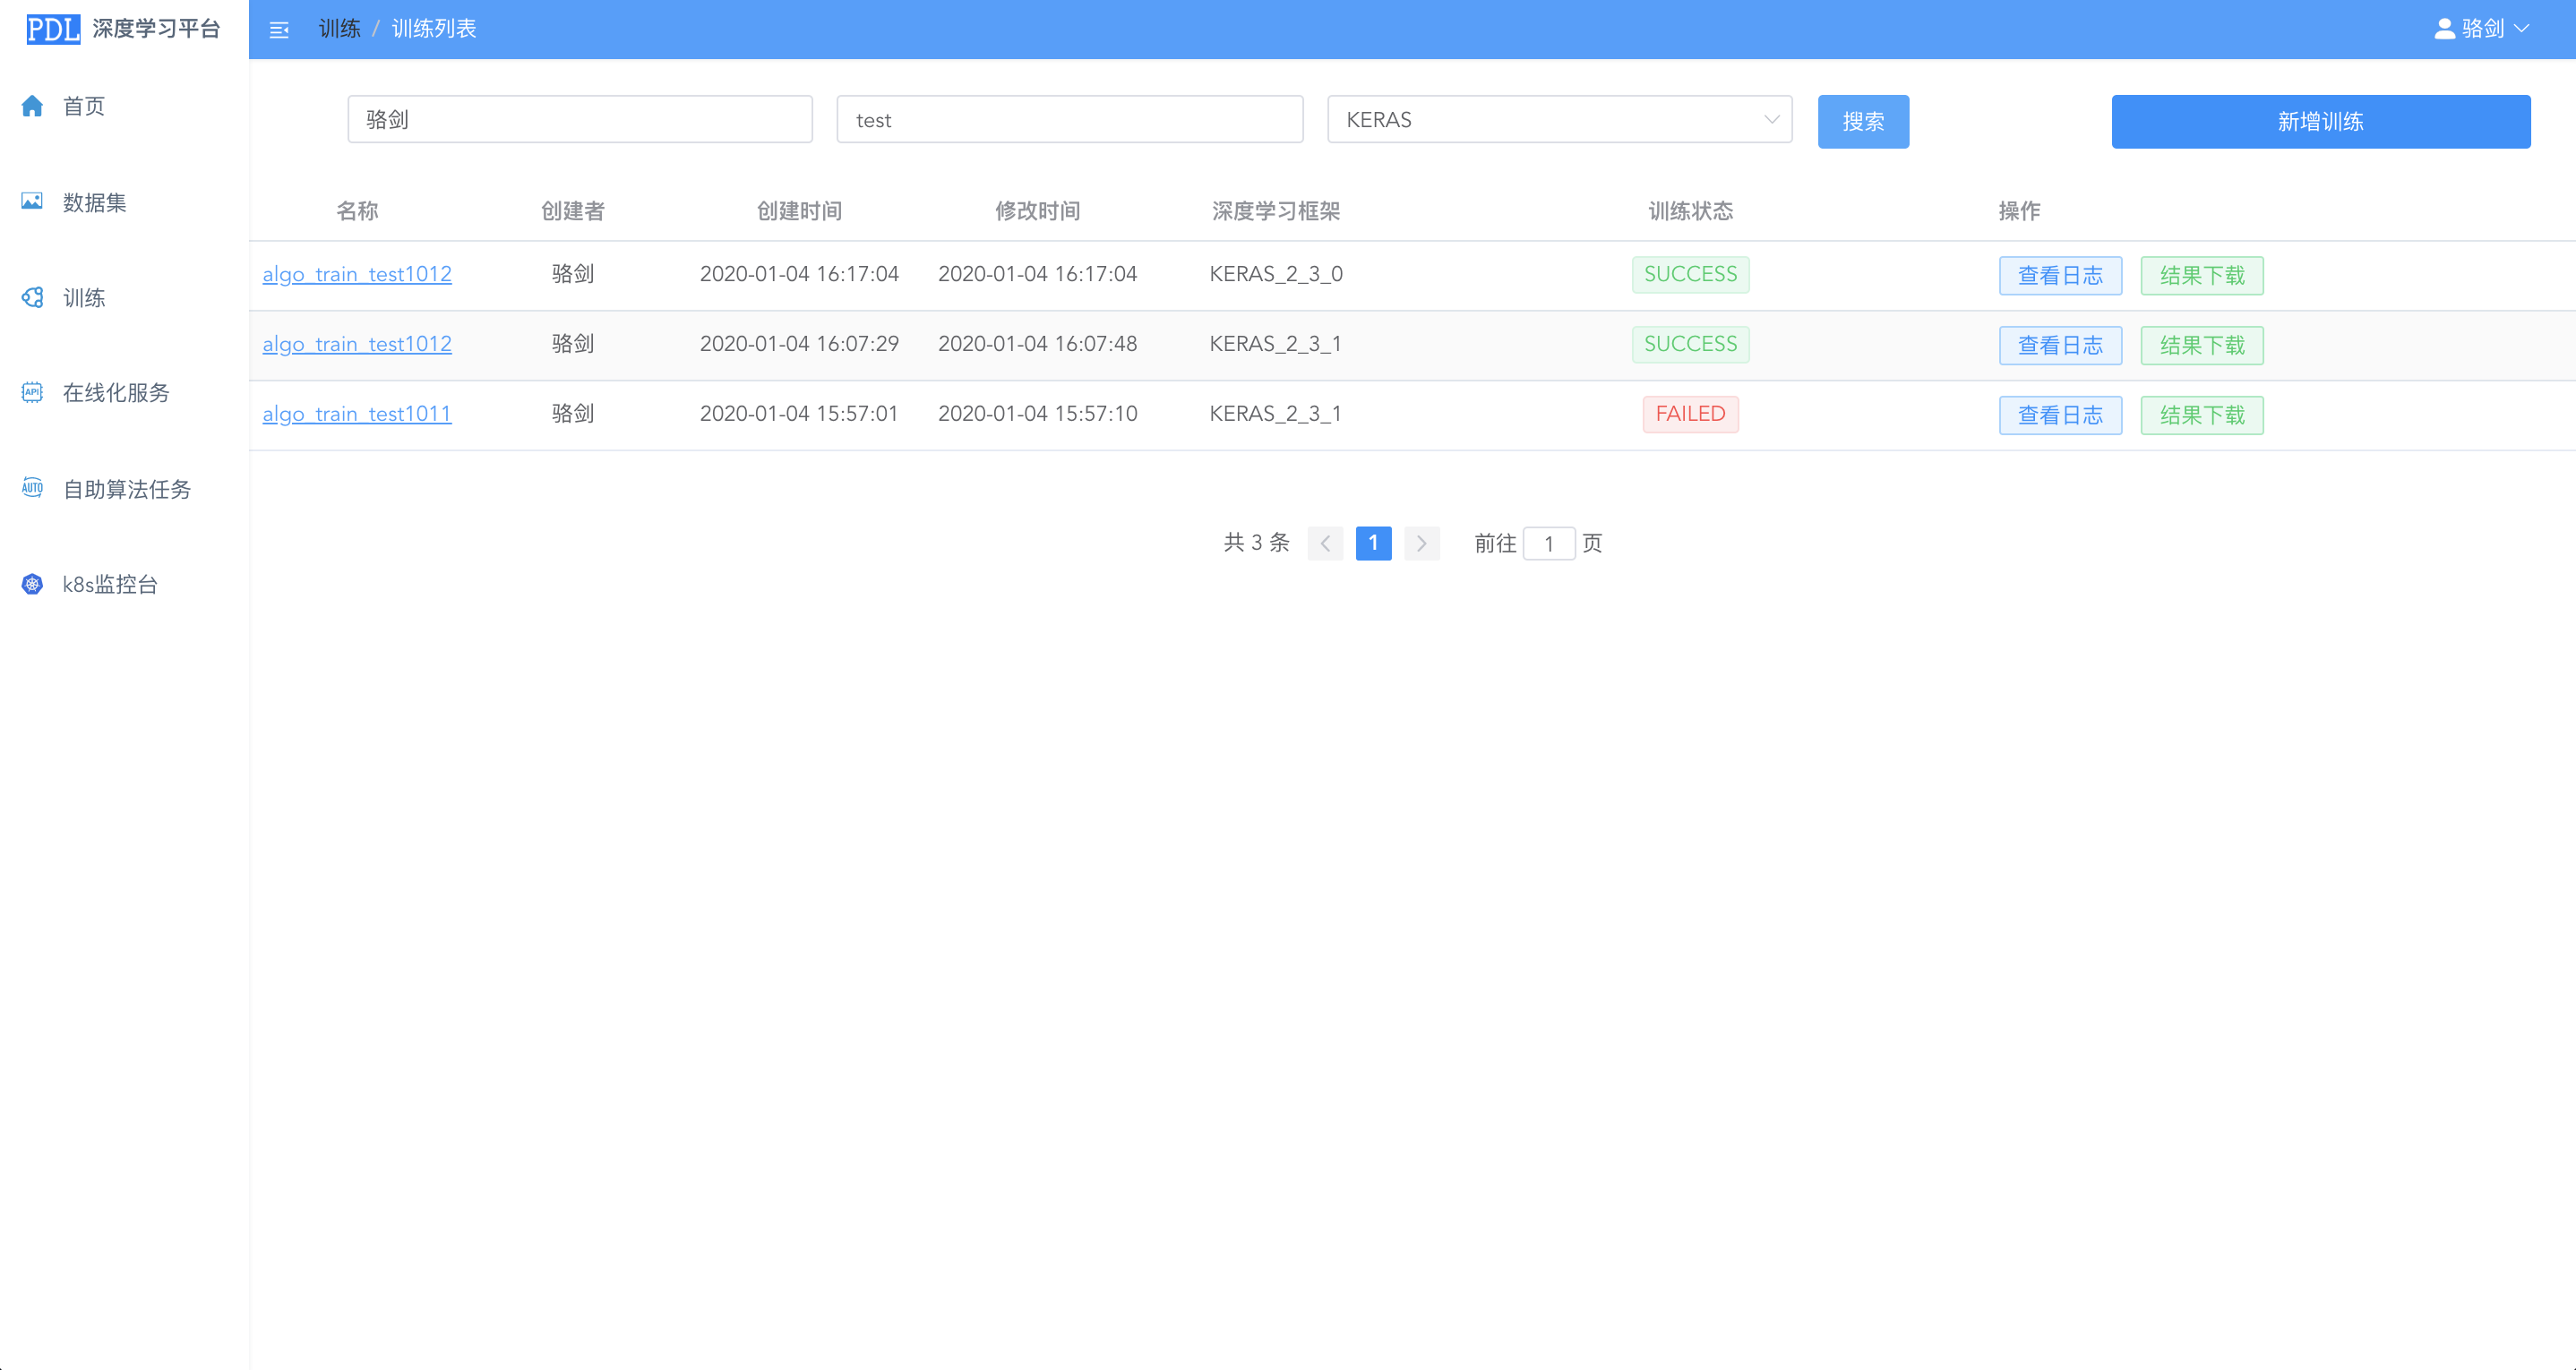 PDL 深度学习平台
训练 / 训练列表
骆剑
首页
数据集
训练
API 在线化服务
AUTO 自助算法任务
k8s监控台
骆剑 test KERAS 搜索 新增训练
名称 创建者 创建时间 修改时间 深度学习框架 训练状态 操作
algo_train_test1012 骆剑 2020-01-04 16:17:04 2020-01-04 16:17:04 KERAS_2_3_0 SUCCESS 查看日志 结果下载
algo_train_test1012 骆剑 2020-01-04 16:07:29 2020-01-04 16:07:48 KERAS_2_3_1 SUCCESS 查看日志 结果下载
algo_train_test1011 骆剑 2020-01-04 15:57:01 2020-01-04 15:57:10 KERAS_2_3_1 FAILED 查看日志 结果下载
共 3 条 1 前往 1 页